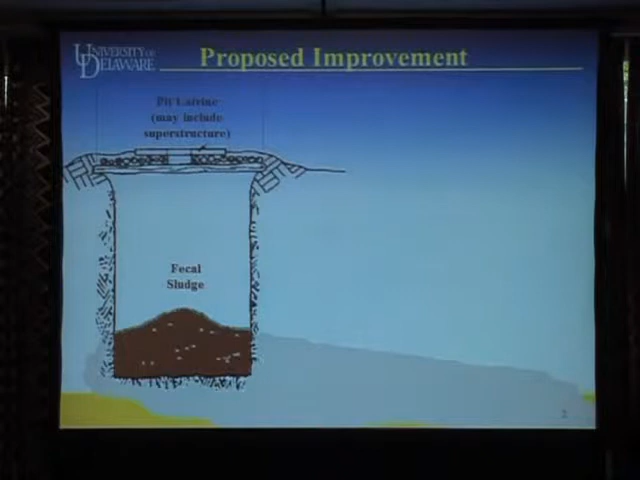 UNIVERSITY OF
DELAWARE
Proposed Improvement
Pit Latrine
(may include
superstructure)
Fecal
Sludge
2